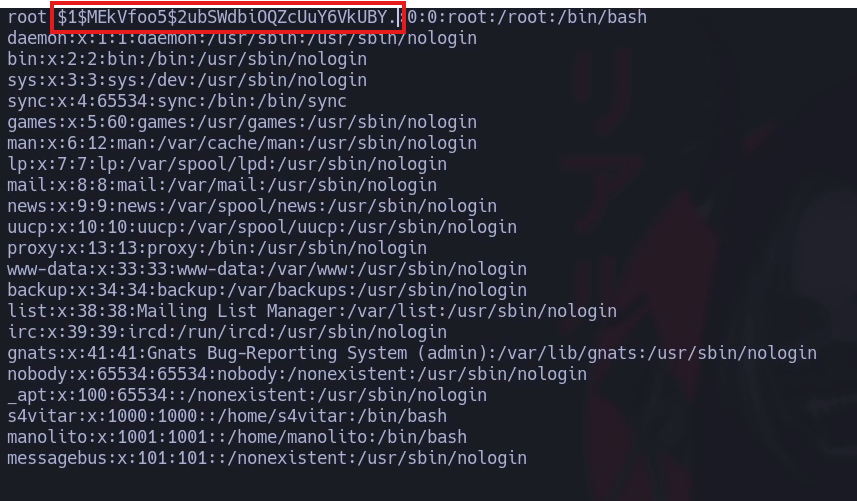 root:$1$MEkVfoo5$2ubSWdbiOQZcUuY6VkUBY.:0:0:root:/root:/bin/bash
daemon:x:1:1:daemon:/usr/sbin:/usr/sbin/nologin
bin:x:2:2:bin:/bin:/usr/sbin/nologin
sys:x:3:3:sys:/dev:/usr/sbin/nologin
sync:x:4:65534:sync:/bin:/bin/sync
games:x:5:60:games:/usr/games:/usr/sbin/nologin
man:x:6:12:man:/var/cache/man:/usr/sbin/nologin
lp:x:7:7:lp:/var/spool/lpd:/usr/sbin/nologin
mail:x:8:8:mail:/var/mail:/usr/sbin/nologin
news:x:9:9:news:/var/spool/news:/usr/sbin/nologin
uucp:x:10:10:uucp:/var/spool/uucp:/usr/sbin/nologin
proxy:x:13:13:proxy:/bin:/usr/sbin/nologin
www-data:x:33:33:www-data:/var/www:/usr/sbin/nologin
backup:x:34:34:backup:/var/backups:/usr/sbin/nologin
list:x:38:38:Mailing List Manager:/var/list:/usr/sbin/nologin
irc:x:39:39:ircd:/run/ircd:/usr/sbin/nologin
gnats:x:41:41:Gnats Bug-Reporting System (admin):/var/lib/gnats:/usr/sbin/nologin
nobody:x:65534:65534:nobody:/nonexistent:/usr/sbin/nologin
_apt:x:100:65534::/nonexistent:/usr/sbin/nologin
s4vitar:x:1000:1000::/home/s4vitar:/bin/bash
manolito:x:1001:1001::/home/manolito:/bin/bash
messagebus:x:101:101::/nonexistent:/usr/sbin/nologin
リア